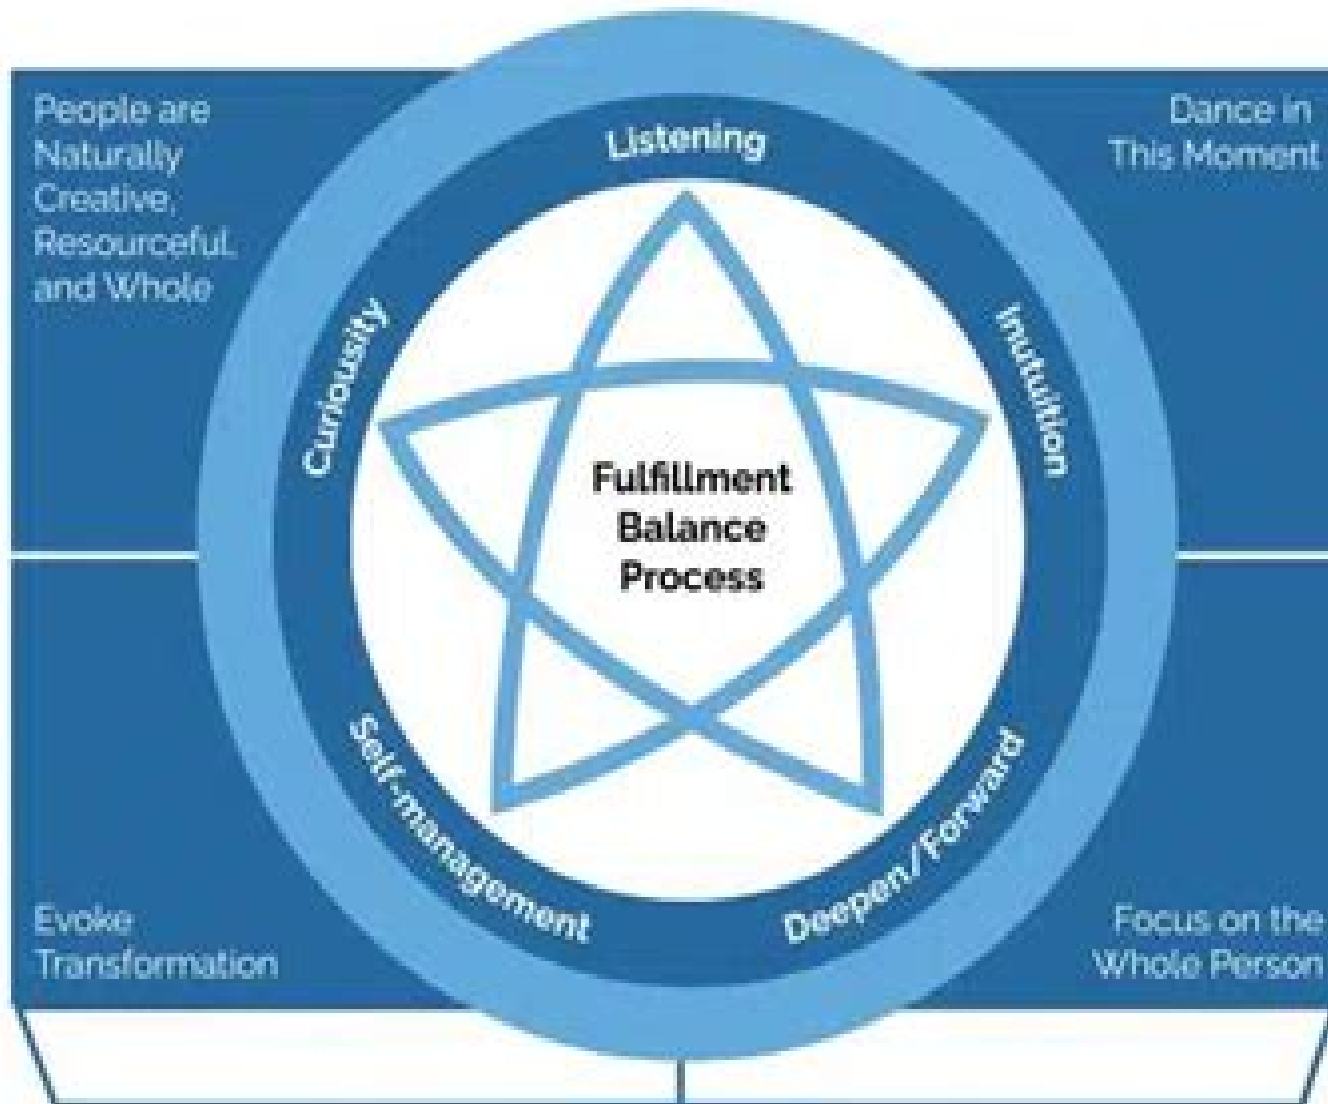 People are
Naturally
Creative,
Resourceful,
and Whole
Dance in
This Moment
Listening
Curiousity
Inutuition
Fulfillment
Balance
Process
Self-management
Deepen/Forward
Evoke
Transformation
Focus on the
Whole Person